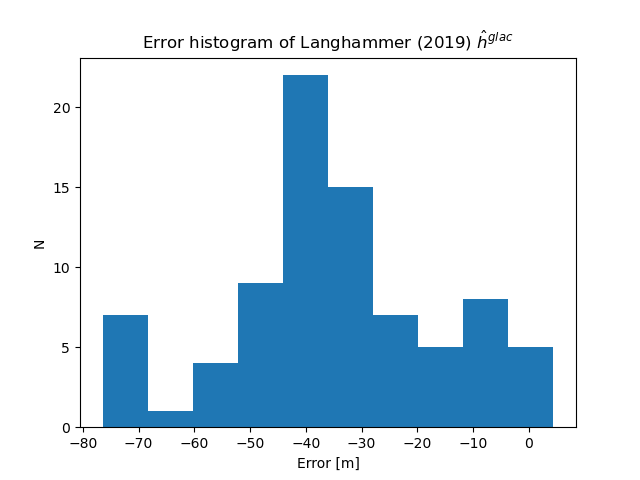 Error histogram of Langhammer (2019) $\hat{h}^{glac}$
20
15
10
5
0
N
−80 −70 −60 −50 −40 −30 −20 −10 0
Error [m]